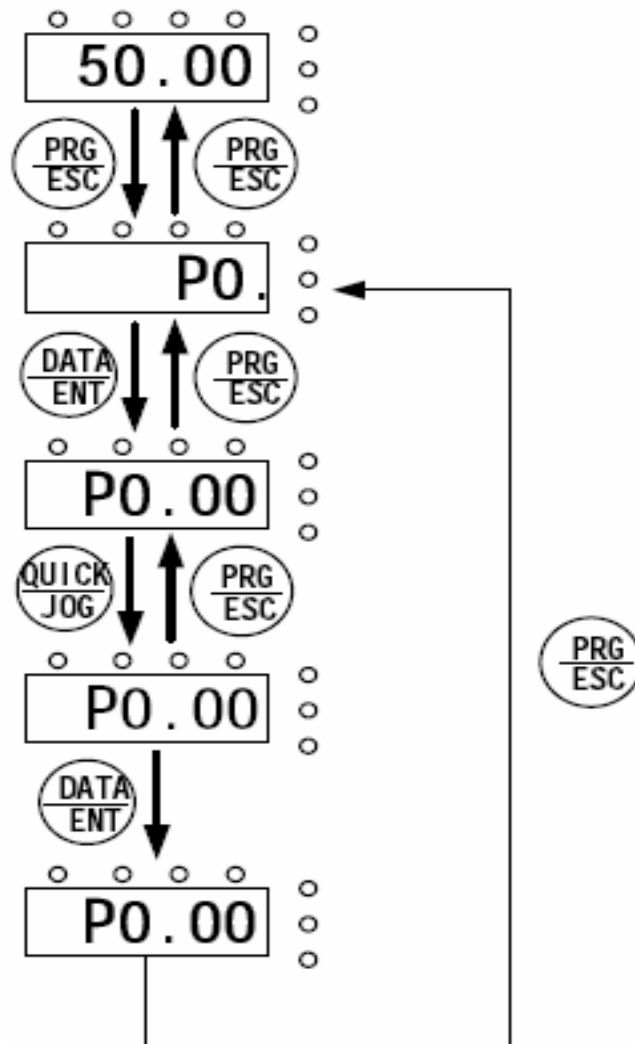 50.00
PRG
ESC
PRG
ESC
P0.
DATA
ENT
PRG
ESC
P0.00
QUICK
JOG
PRG
ESC
P0.00
PRG
ESC
DATA
ENT
P0.00